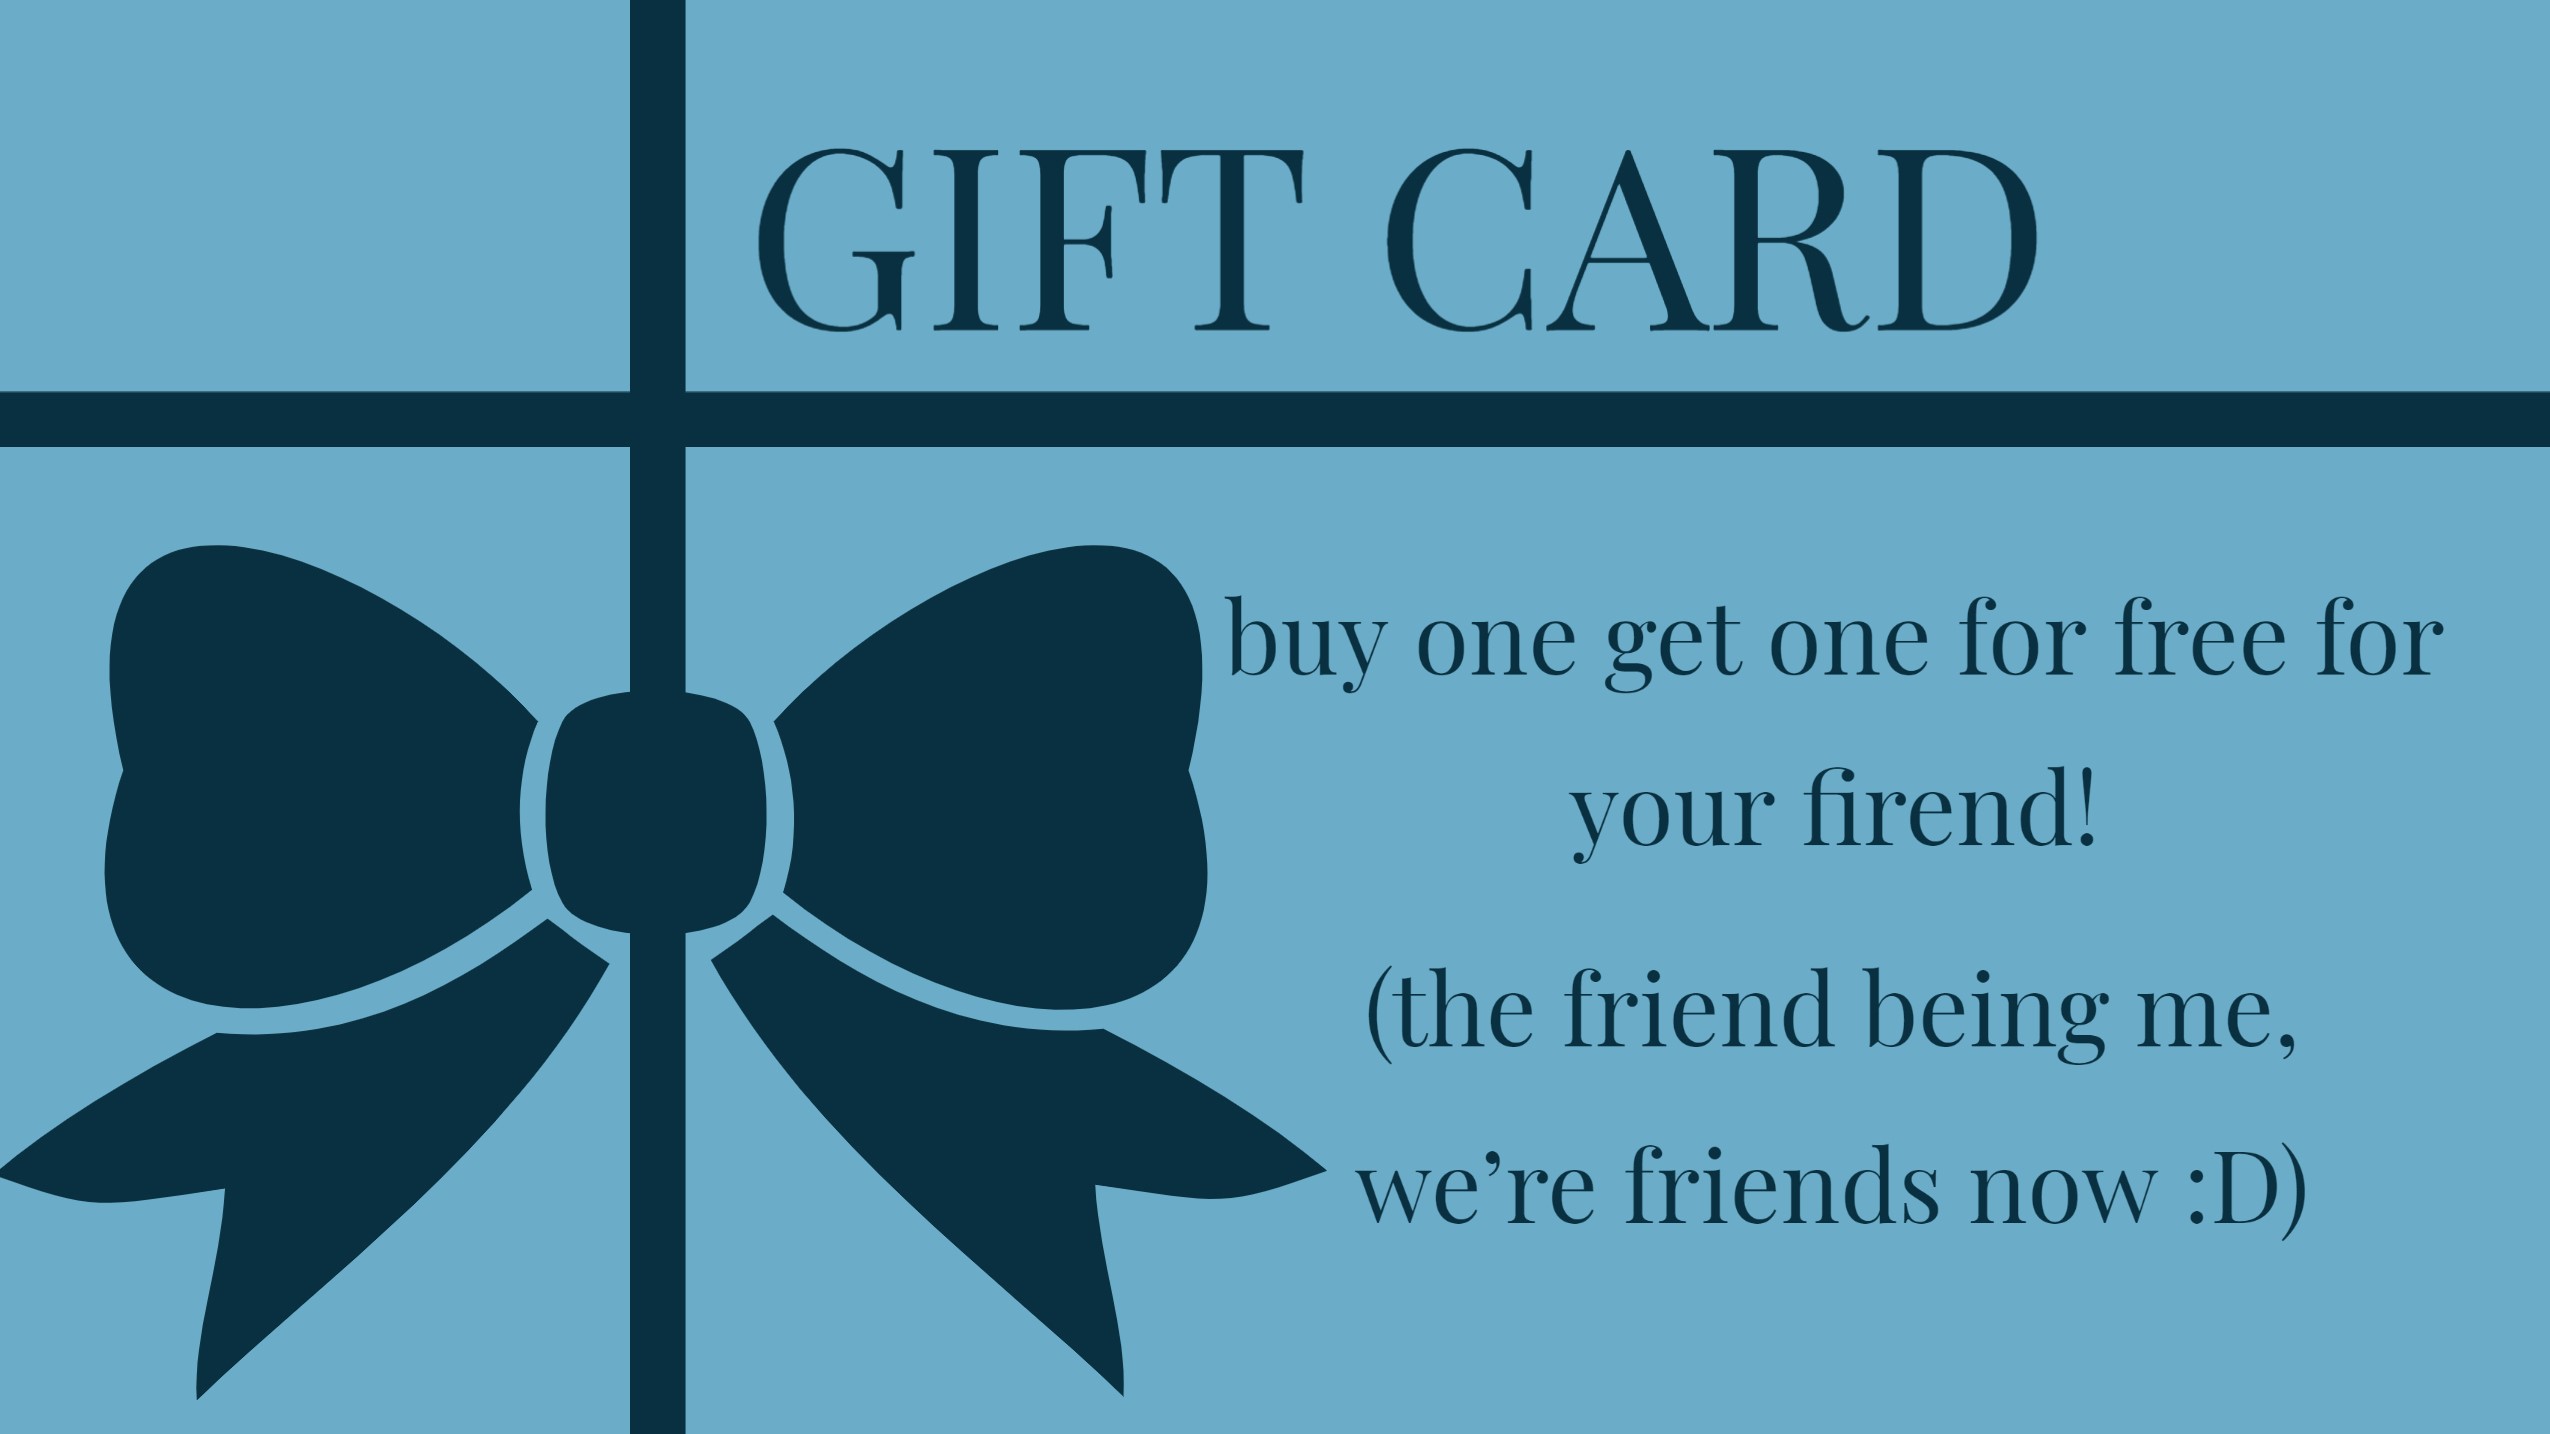 GIFT CARD
buy one get one for free for
your firend!
(the friend being me,
we’re friends now :D)